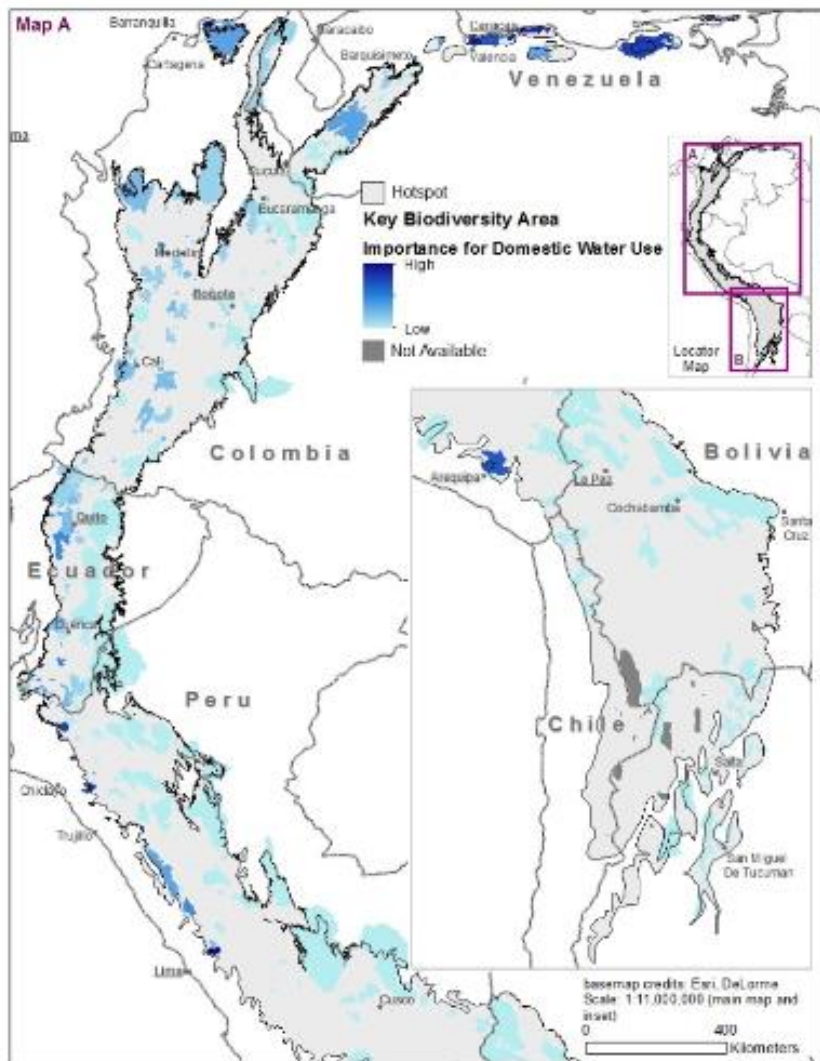 Map A
Barranquilla
Maracaibo
Caracas
Cartagena
Barquisimeto
Valencia
Venezuela
ma
Cucuta
Bucaramanga
Medellin
Bogota
Cali
Colombia
Quito
Ecuador
Cuenca
Peru
Chiclayo
Trujillo
Lima
Cusco
Hotspot
Key Biodiversity Area
Importance for Domestic Water Use
High
Low
Not Available
A
B
Locator
Map
Bolivia
Arequipa
La Paz
Cochabamba
Santa
Cruz
Chile
Salta
San Miguel
De Tucuman
basemap credits: Esri, DeLorme
Scale: 1:11,000,000 (main map and
inset)
0 400
Kilometers